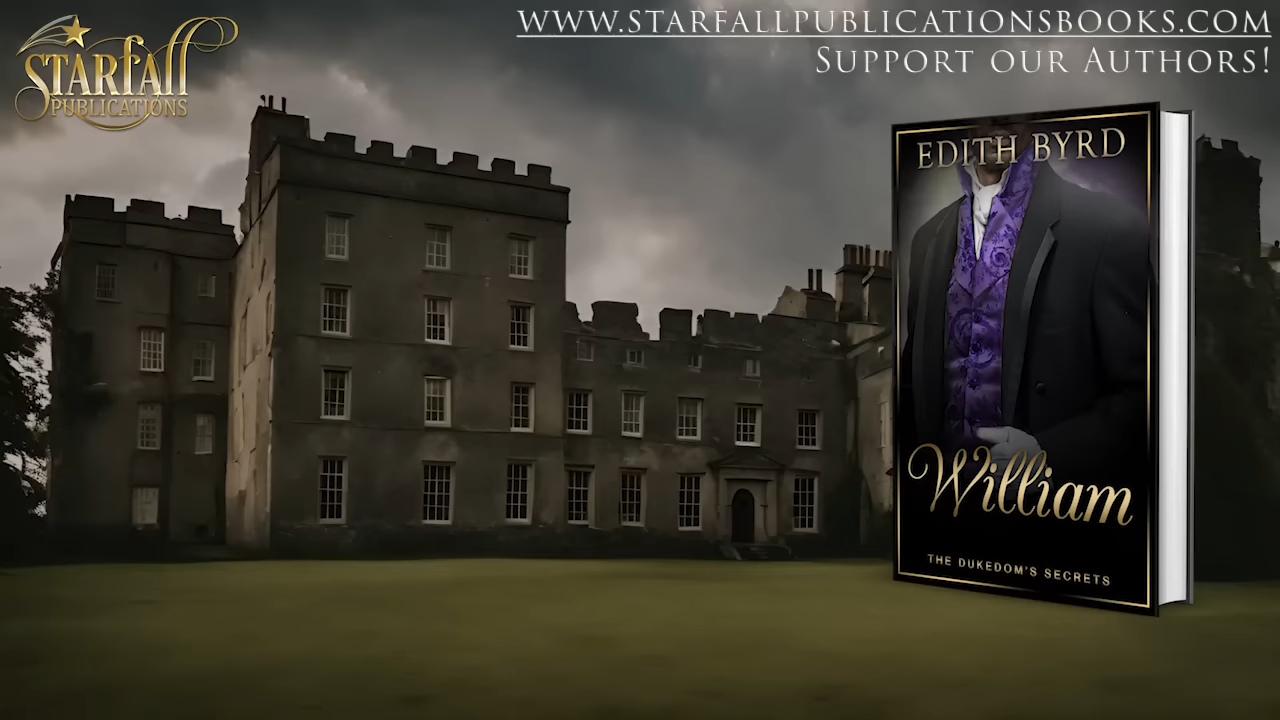 STARfall
PUBLICATIONS
WWW.STARFALLPUBLICATIONSBOOKS.COM
SUPPORT OUR AUTHORS!
EDITH BYRD
William
THE DUKEDOM'S SECRETS